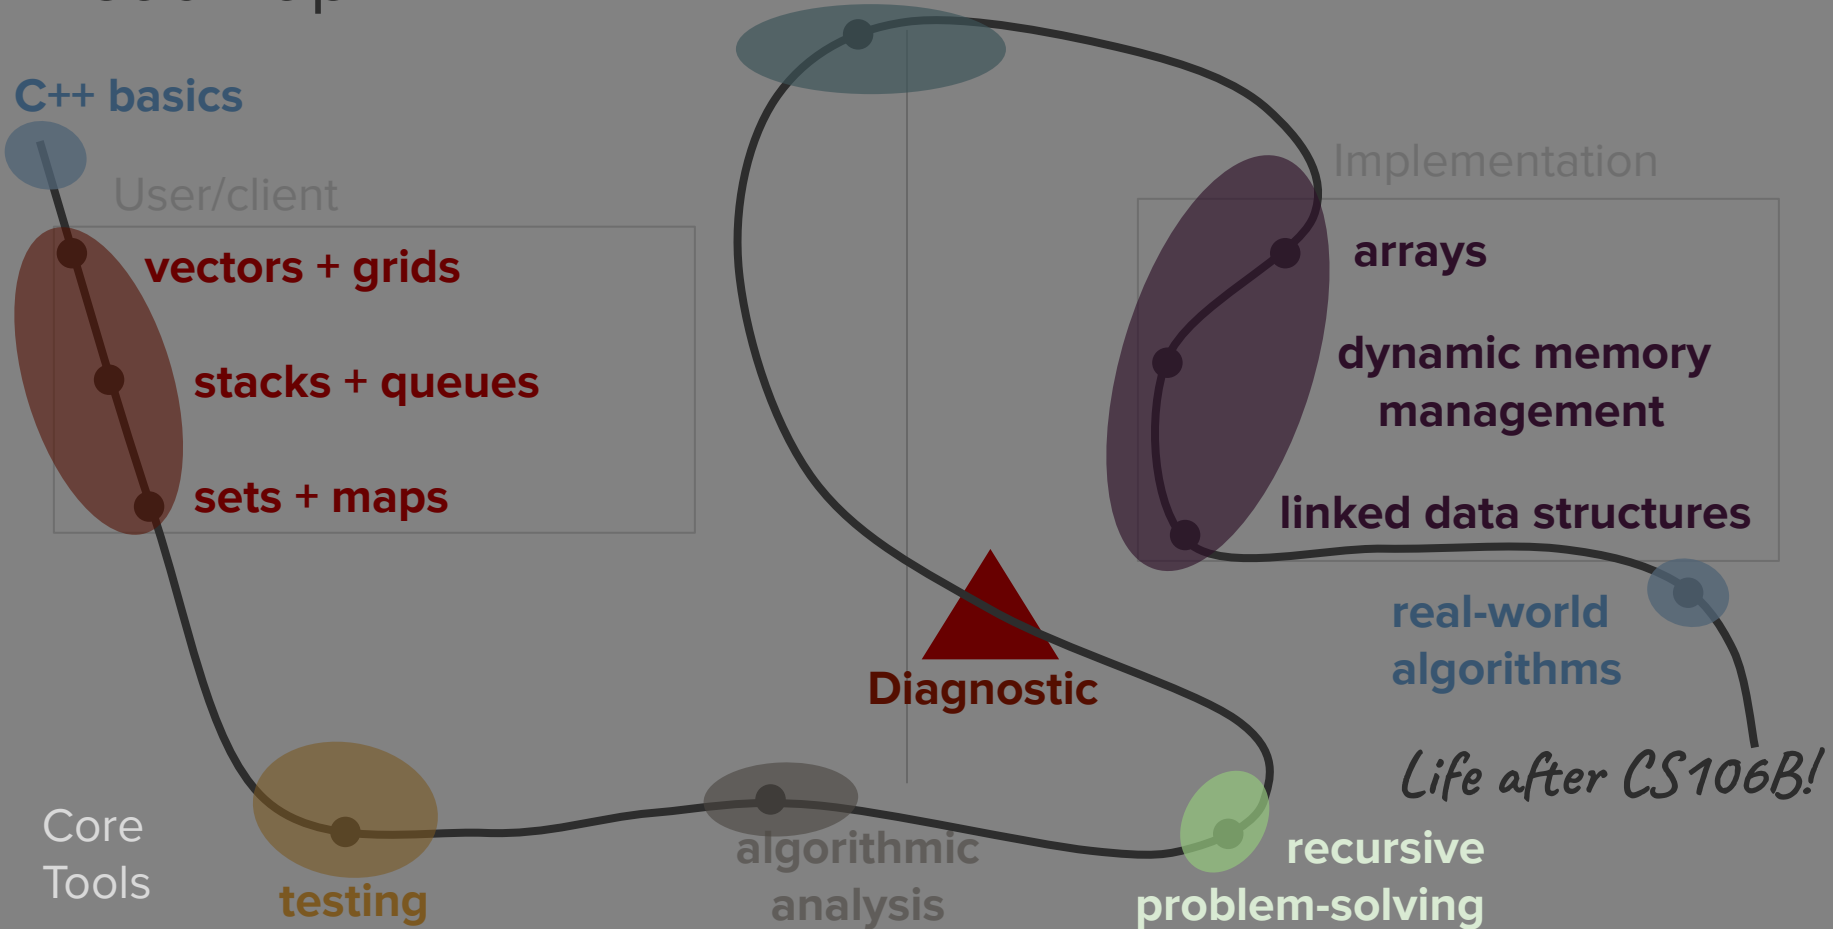 C++ basics
User/client
vectors + grids
stacks + queues
sets + maps
Implementation
arrays
dynamic memory
management
linked data structures
real-world
algorithms
Diagnostic
Life after CS106B!
Core
Tools
testing
algorithmic
analysis
recursive
problem-solving